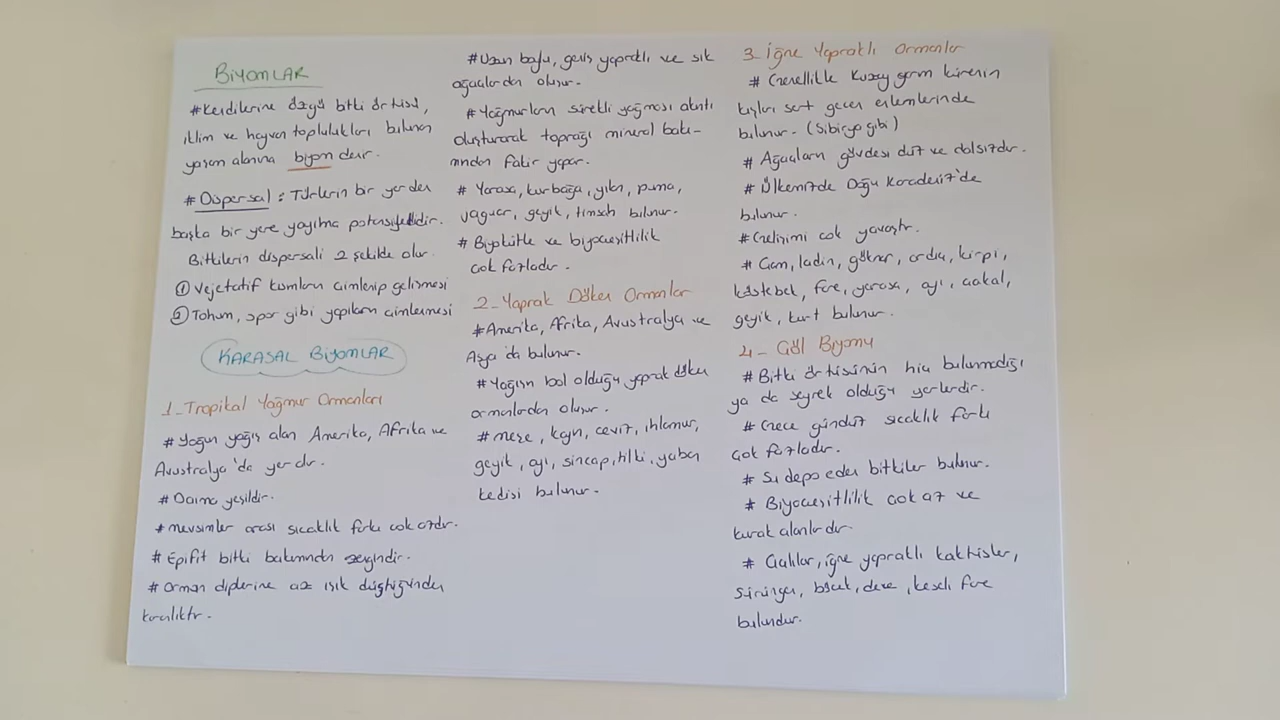 BİYOMLAR
#Kendilerine özgü bitki örtüsü,
iklim ve hayvan toplulukları bulunan
yaşam alanına biyom denir.
#Dispersal : Türlerin bir yerden
başka bir yere yayılma potansiyelidir.
Bitkilerin dispersali 2 şekilde olur.
① Vejetatif kısımların çimlenip gelişmesi
② Tohum, spor gibi yapıların çimlenmesi
KARASAL BİYOMLAR
1-Tropikal Yağmur Ormanları
# Yoğun yağış alan Amerika, Afrika ve
Avustralya'da yer alır.
# Daima yeşildir.
# mevsimler arası sıcaklık farkı çok azdır.
# Epifit bitki bakımından zengindir.
# Orman diplerine az ışık düştüğünden
karanlıktır.
#Uzun boylu, geniş yapraklı ve sık
ağaçlardan oluşur.
#Yağmurların sürekli yağması akıntı
oluşturarak toprağı mineral bakı-
mından fakir yapar.
# Yarasa, kurbağa, yılan, puma,
jaguar, geyik, timsah bulunur.
# Biyokütle ve biyoçeşitlilik
çok fazladır.
2-Yaprak Döken Ormanlar
#Amerika, Afrika, Avustralya ve
Asya'da bulunur.
#Yağışın bol olduğu yaprak döken
ormanlardan oluşur.
#meşe, kayın, ceviz, ıhlamur,
geyik, ayı, sincap, tilki, yaban
kedisi bulunur.
3-İğne Yapraklı Ormanlar
# Genellikle Kuzey yarım kürenin
kışları sert geçen enlemlerinde
bulunur. (Sibirya gibi)
# Ağaçların gövdesi düz ve dalsızdır.
# Ülkemizde Doğu Karadeniz'de
bulunur.
#Gelişimi çok yavaştır.
# Çam, ladin, göknar, ardıç, kirpi,
köstebek, fare, yarasa, ayı, çakal,
geyik, kurt bulunur.
4- Çöl Biyomu
# Bitki örtüsünün hiç bulunmadığı
ya da seyrek olduğu yerlerdir.
# Gece gündüz sıcaklık farkı
çok fazladır.
# Su depo eden bitkiler bulunur.
# Biyoçeşitlilik çok az ve
kurak alanlardır.
# Çalılar, iğne yapraklı kaktüsler,
sürüngen, böcek, deve, keseli fare
bulunur.